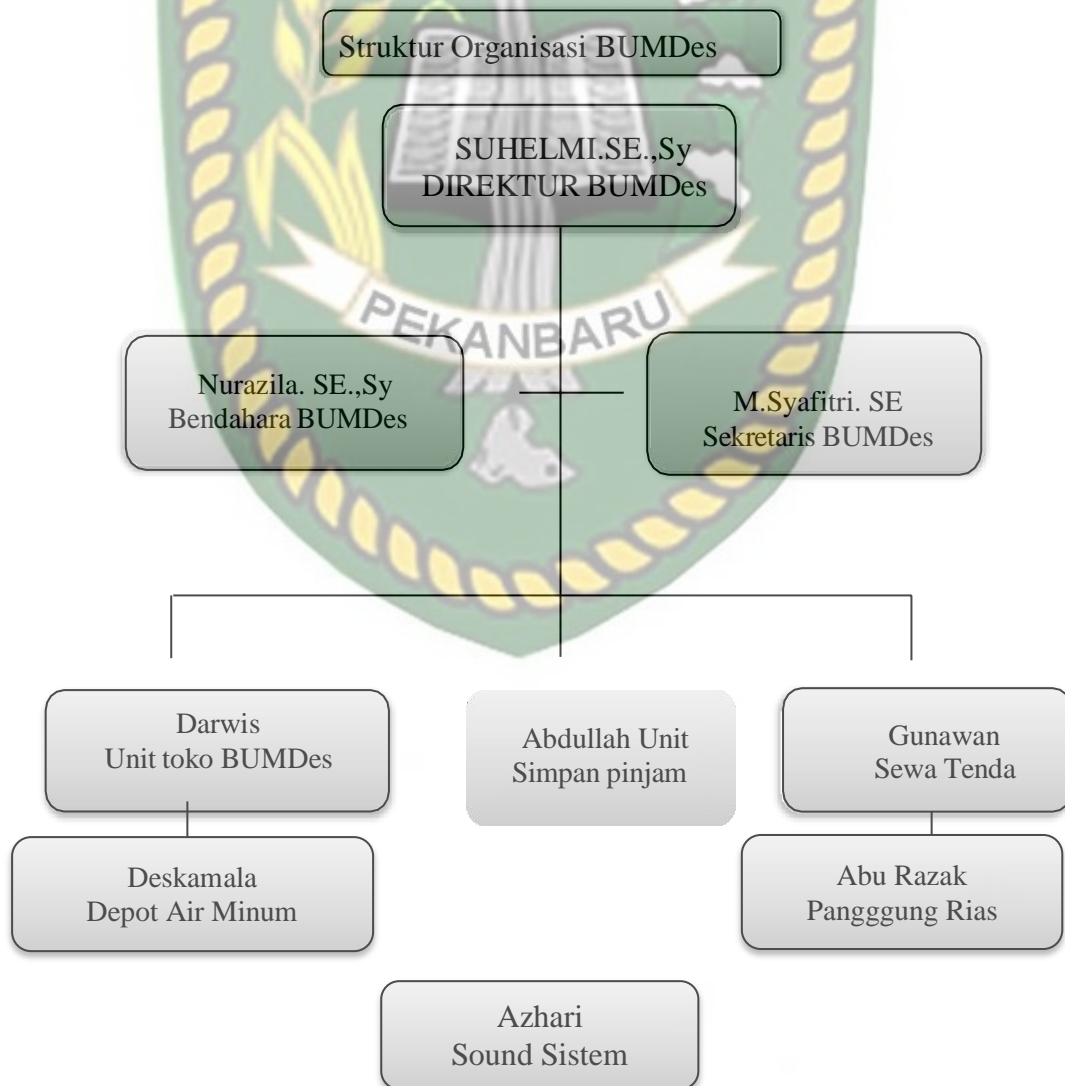 Struktur Organisasi BUMDes
SUHELMI.SE.,Sy
DIREKTUR BUMDes
PEKANBARU
Nurazila. SE.,Sy
Bendahara BUMDes
M.Syafitri. SE
Sekretaris BUMDes
Darwis
Unit toko BUMDes
Abdullah Unit
Simpan pinjam
Gunawan
Sewa Tenda
Deskamala
Depot Air Minum
Abu Razak
Pangggung Rias
Azhari
Sound Sistem